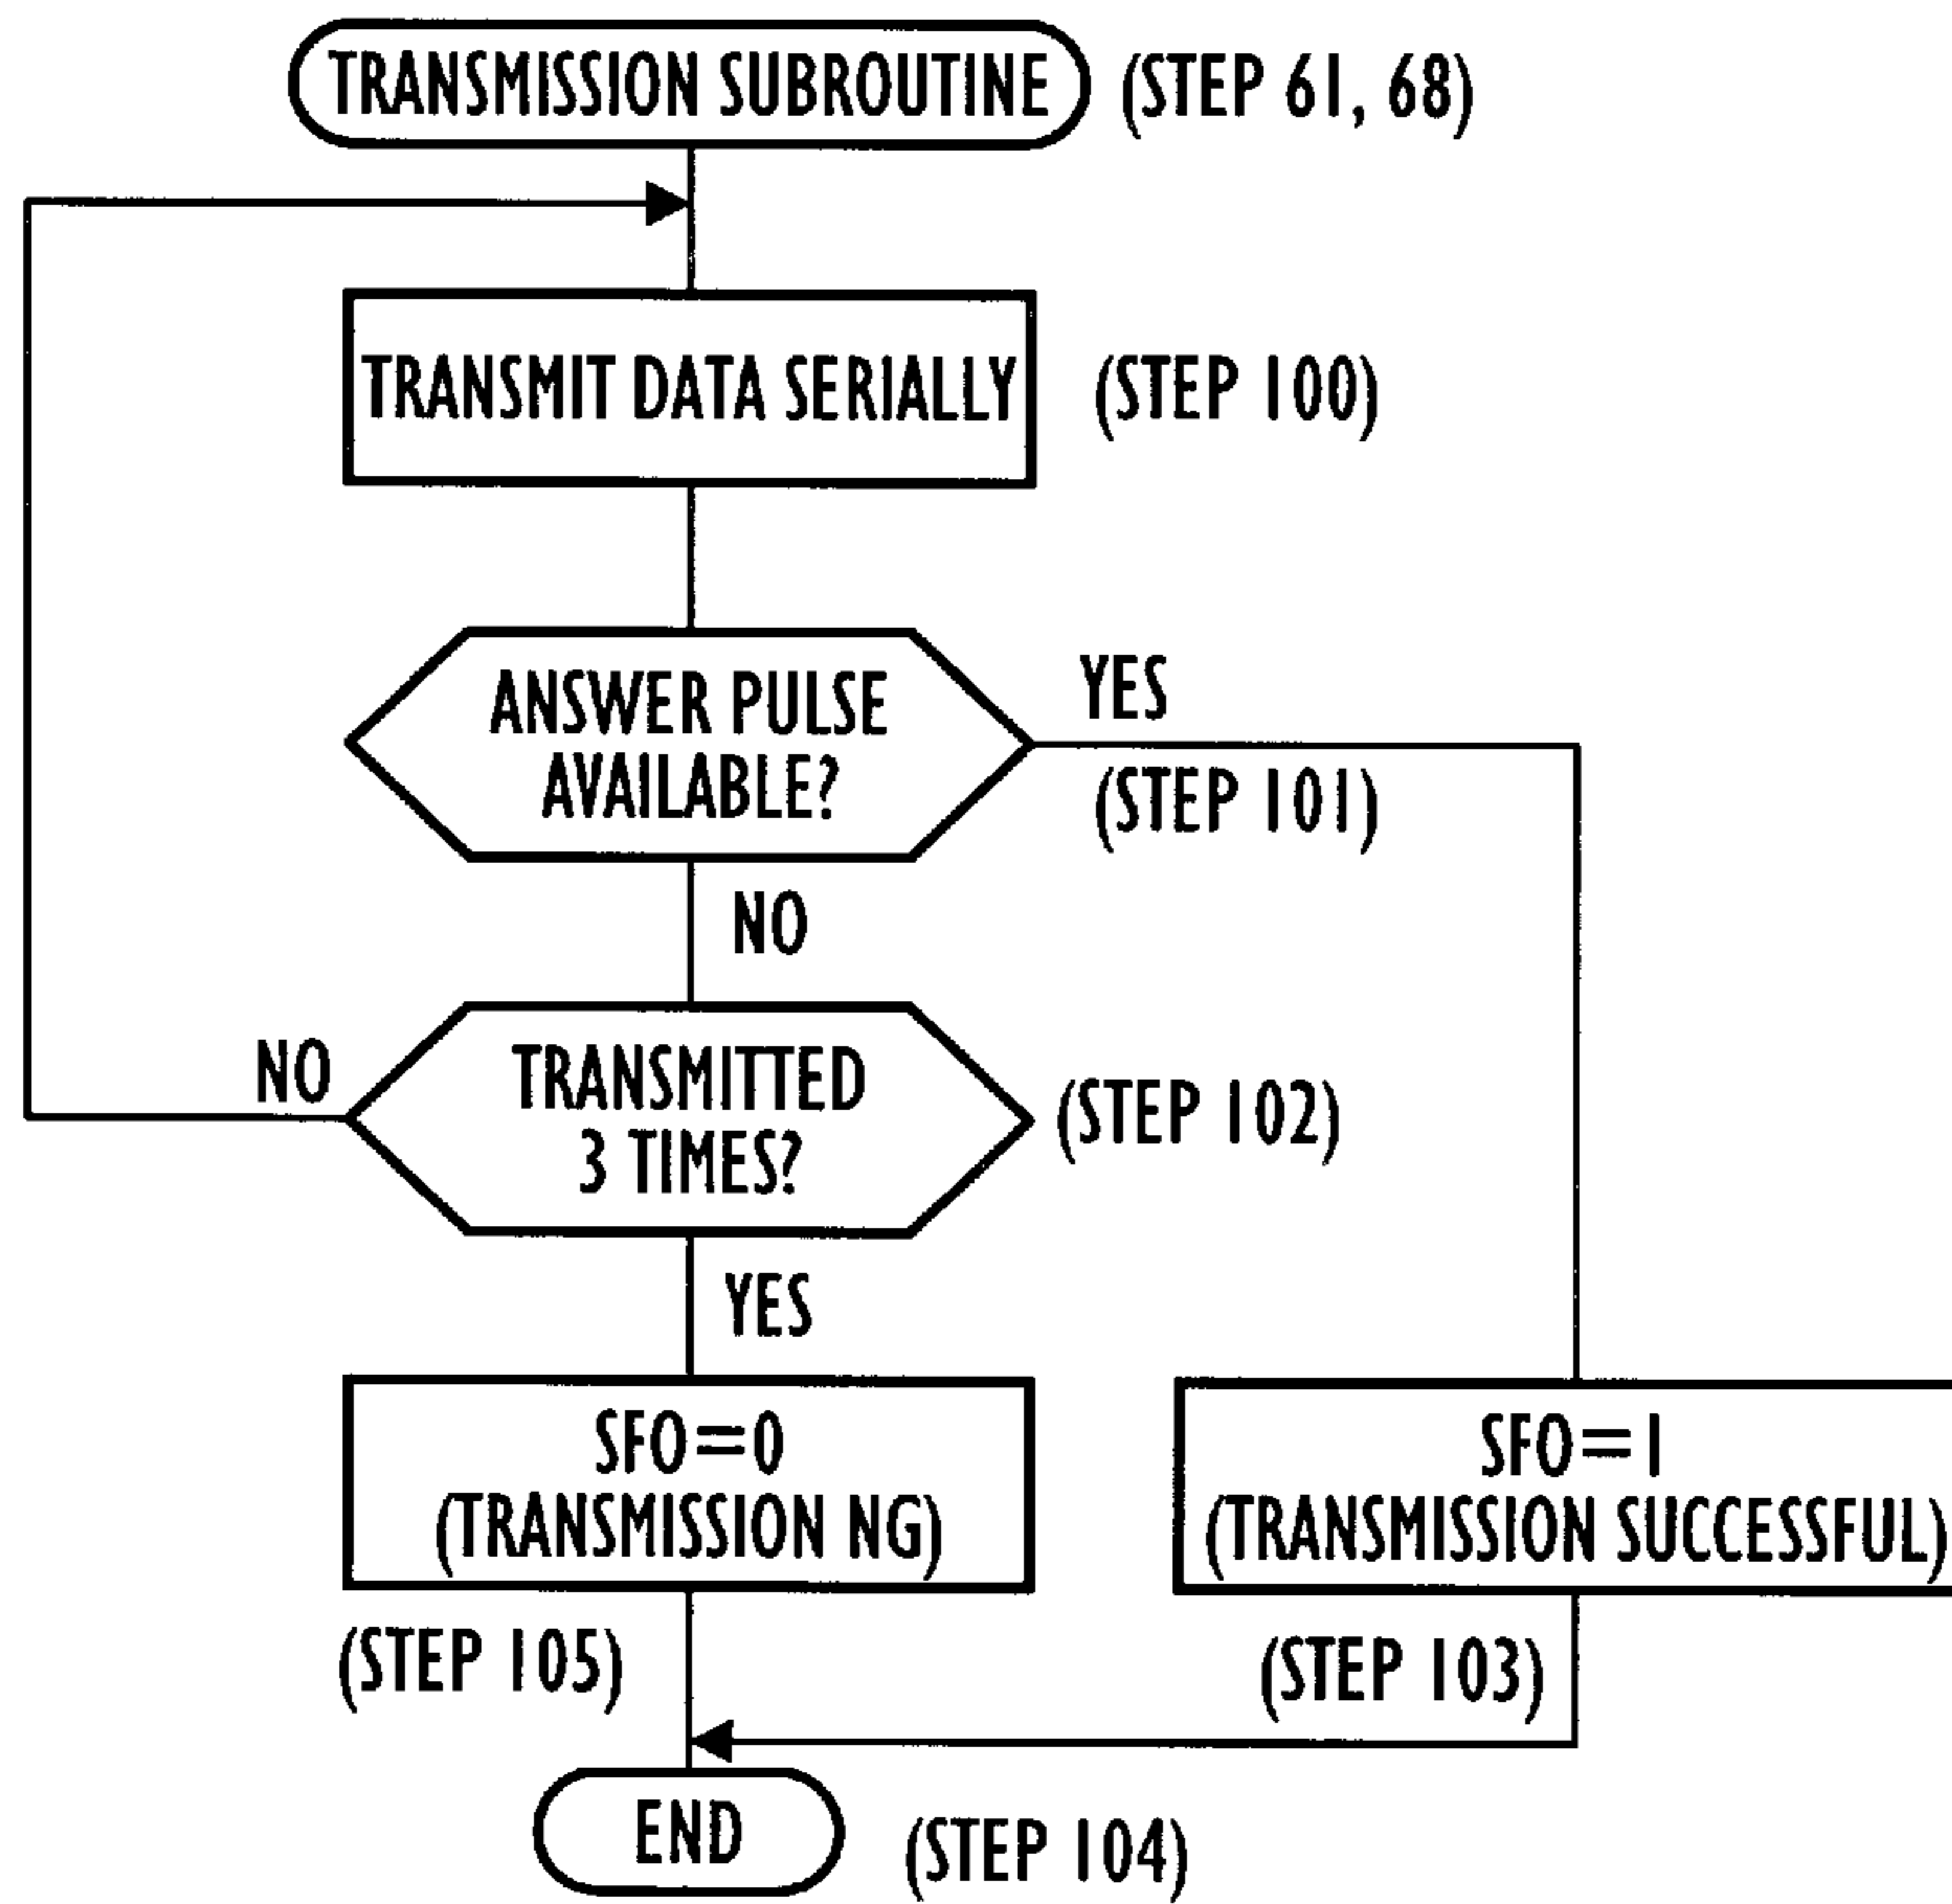 TRANSMISSION SUBROUTINE (STEP 61, 68)
TRANSMIT DATA SERIALLY (STEP 100)
ANSWER PULSE
AVAILABLE?
YES
(STEP 101)
NO
NO
TRANSMITTED
3 TIMES?
(STEP 102)
YES
SFO=0
(TRANSMISSION NG)
SFO=1
(TRANSMISSION SUCCESSFUL)
(STEP 105)
(STEP 103)
END
(STEP 104)